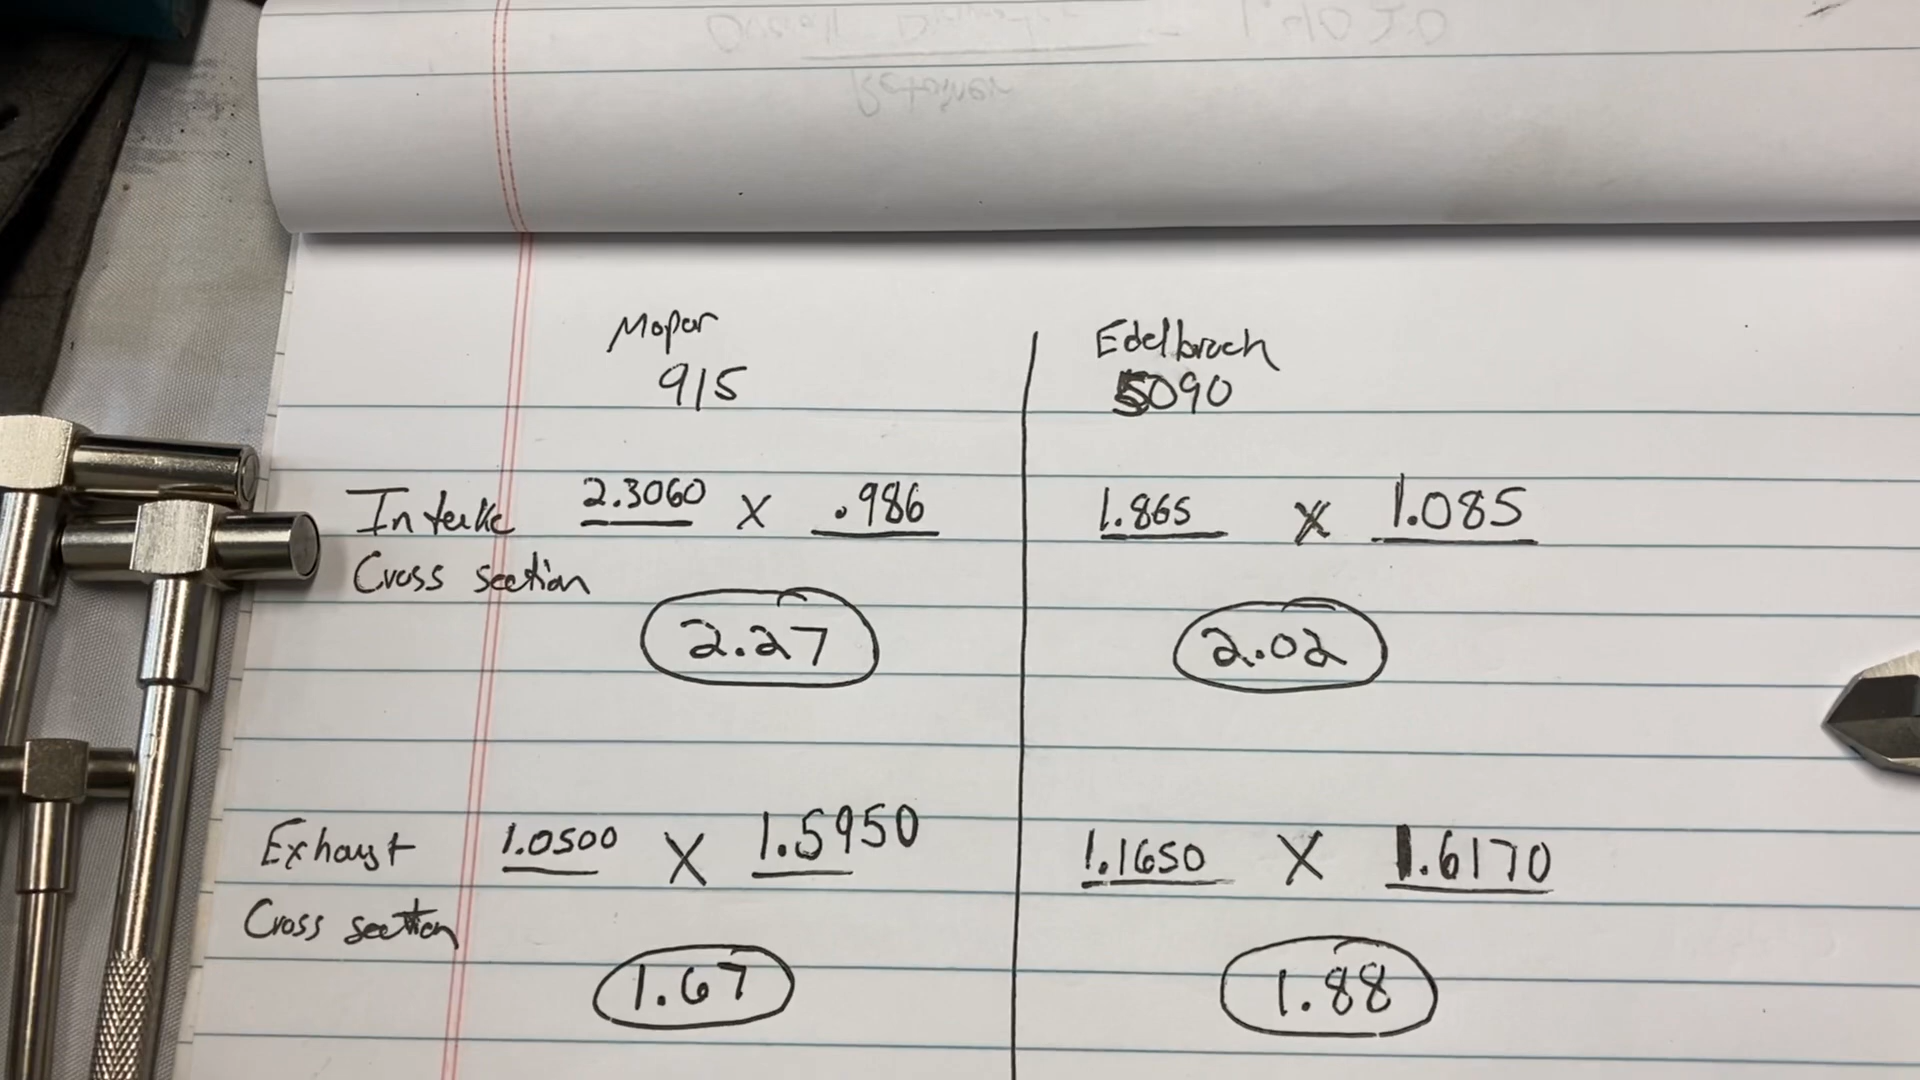 Mopar
915
Edelbrock
5090
Intake 2.3060 X .986
Cross section
2.27
1.865 X 1.085
2.02
Exhaust 1.0500 X 1.5950
Cross section
1.67
1.1650 X 1.6170
1.88